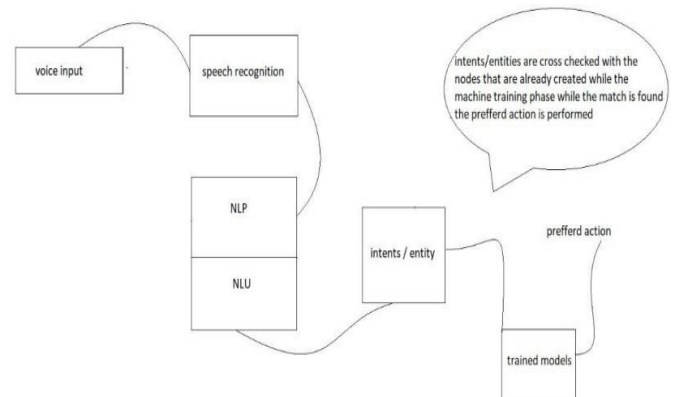 voice input
speech recognition
intents/entities are cross checked with the
nodes that are already created while the
machine training phase while the match is found
the prefferd action is performed
NLP
NLU
intents / entity
prefferd action
trained models